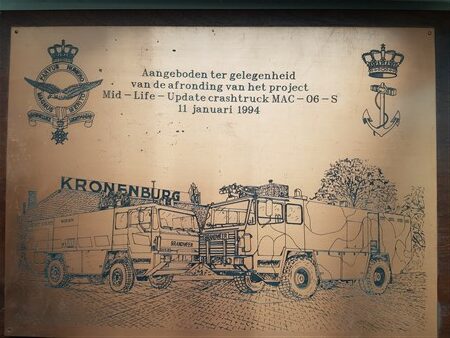 Aangeboden ter gelegenheid
van de afronding van het project
Mid-Life-Update crashtruck MAC-06-S
11 januari 1994
KRONENBURG
BRANDWEER